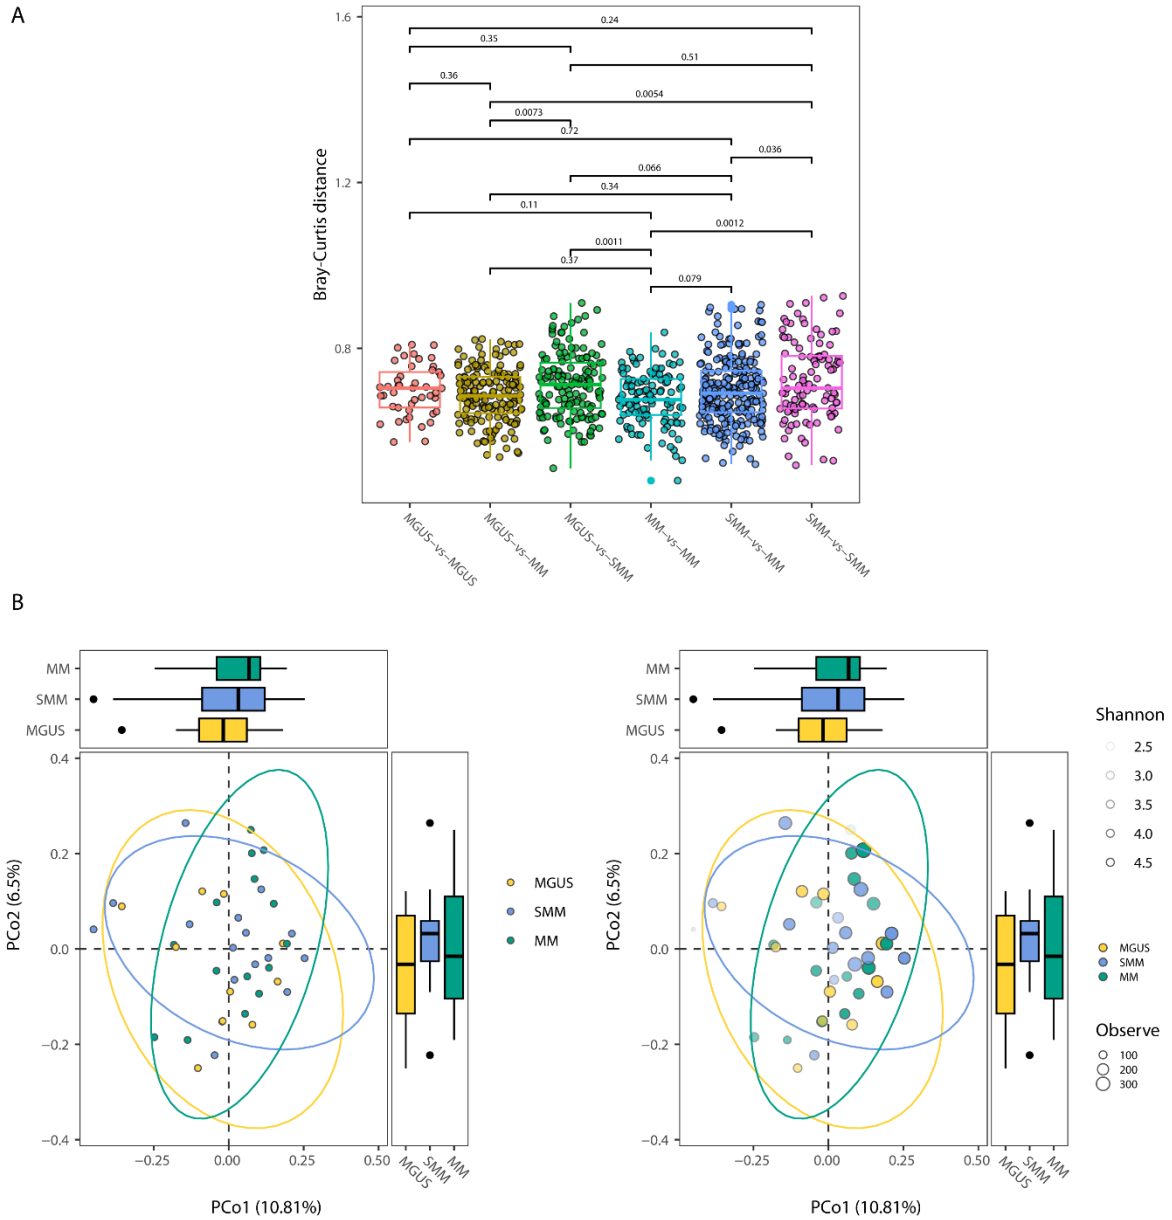 A
1.6
0.24
0.35
0.51
0.36
0.0054
0.0073
0.72
0.036
0.066
1.2
0.34
0.11
0.0012
0.0011
0.37
0.079
0.8
Bray-Curtis distance
MGUS-vs-MGUS
MGUS-vs-MM
MGUS-vs-SMM
MM-vs-MM
SMM-vs-MM
SMM-vs-SMM
B
MM
SMM
MGUS
0.4
0.2
0.0
−0.2
−0.4
PCo2 (6.5%)
−0.25
0.00
0.25
0.50
PCo1 (10.81%)
MGUS
SMM
MM
MGUS
SMM
MM
MM
SMM
MGUS
0.4
0.2
0.0
−0.2
−0.4
PCo2 (6.5%)
−0.25
0.00
0.25
0.50
PCo1 (10.81%)
MGUS
SMM
MM
Shannon
2.5
3.0
3.5
4.0
4.5
MGUS
SMM
MM
Observe
100
200
300